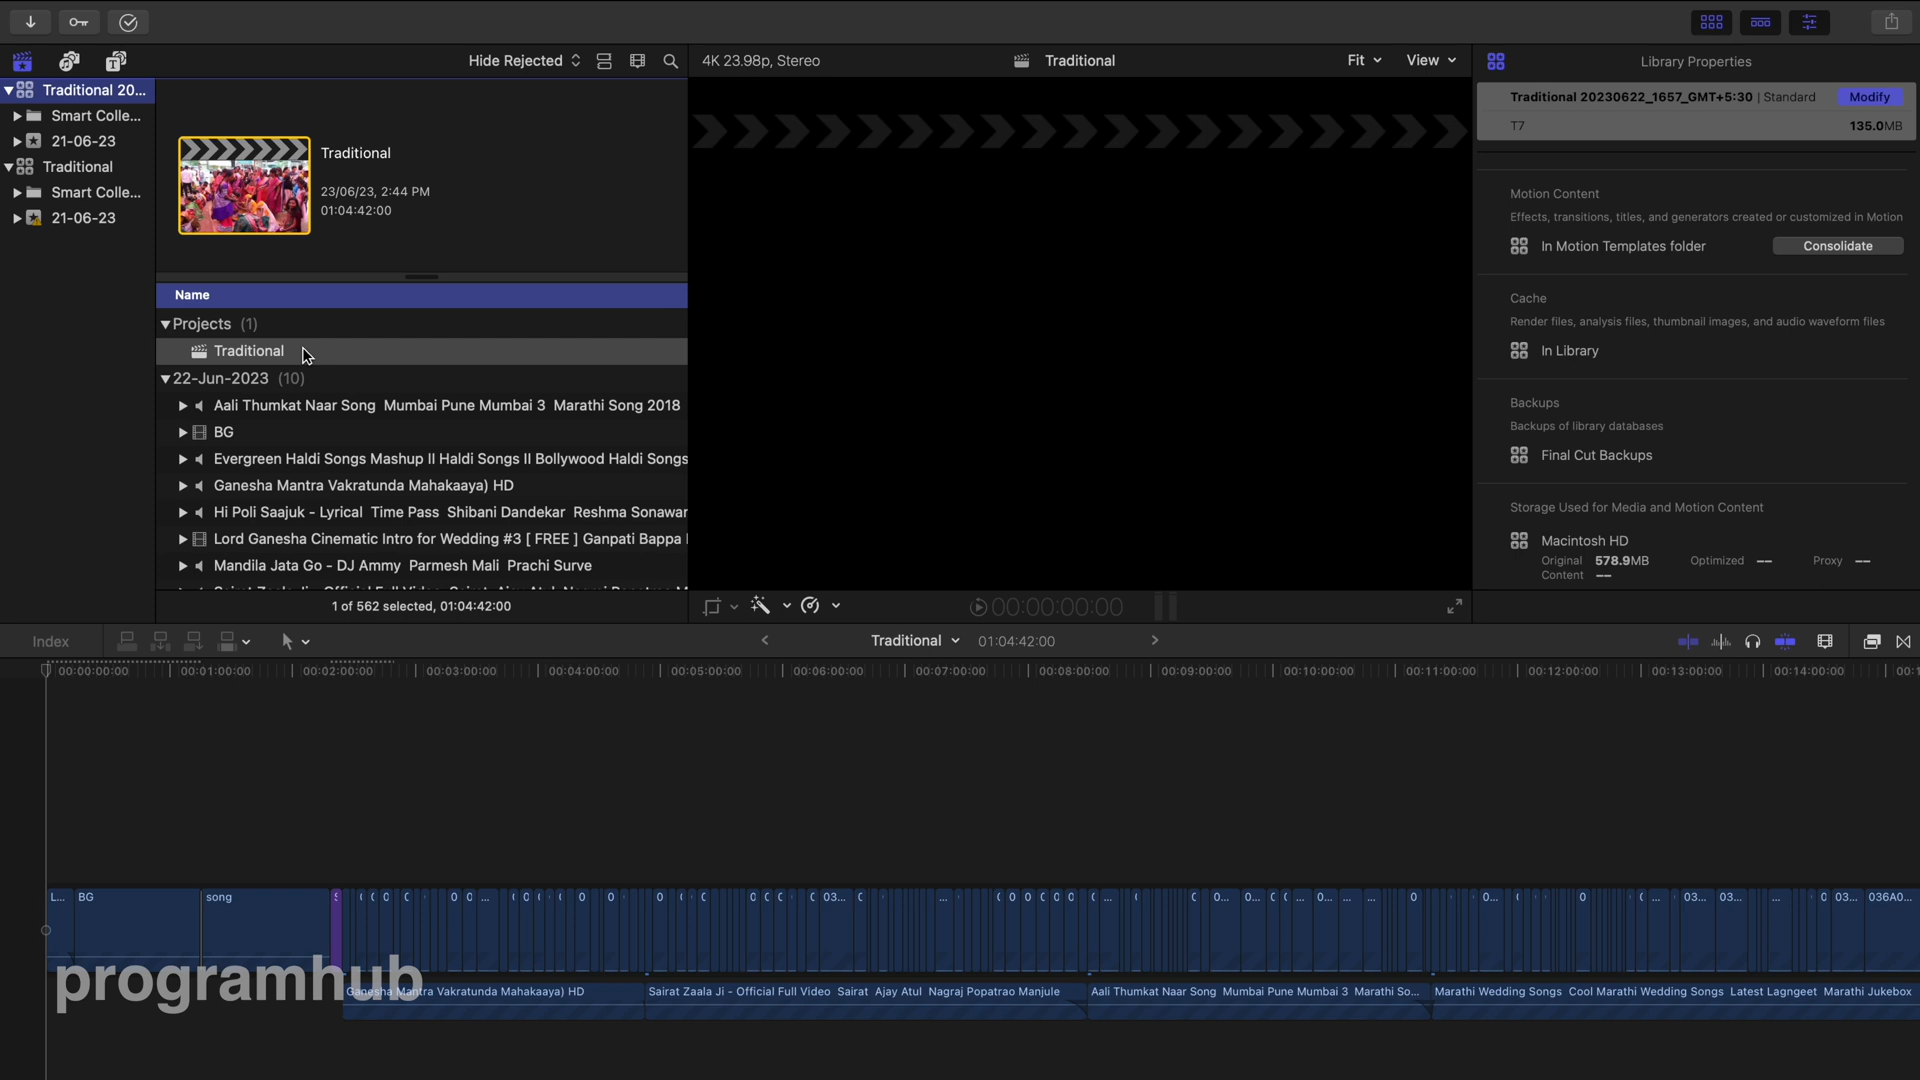 Hide Rejected
4K 23.98p, Stereo
Traditional
Fit
View
Library Properties
Traditional 20...
Smart Colle...
21-06-23
Traditional
Smart Colle...
21-06-23
Traditional
23/06/23, 2:44 PM
01:04:42:00
Traditional 20230622_1657_GMT+5:30 | Standard
Modify
T7
135.0MB
Motion Content
Effects, transitions, titles, and generators created or customized in Motion
In Motion Templates folder
Consolidate
Cache
Render files, analysis files, thumbnail images, and audio waveform files
In Library
Backups
Backups of library databases
Final Cut Backups
Storage Used for Media and Motion Content
Macintosh HD
Original 578.9MB Optimized -- Proxy --
Content --
Name
Projects (1)
Traditional
22-Jun-2023 (10)
Aali Thumkat Naar Song Mumbai Pune Mumbai 3 Marathi Song 2018
BG
Evergreen Haldi Songs Mashup II Haldi Songs II Bollywood Haldi Songs
Ganesha Mantra Vakratunda Mahakaaya) HD
Hi Poli Saajuk - Lyrical Time Pass Shibani Dandekar Reshma Sonawar
Lord Ganesha Cinematic Intro for Wedding #3 [ FREE ] Ganpati Bappa
Mandila Jata Go - DJ Ammy Parmesh Mali Prachi Surve
1 of 562 selected, 01:04:42:00
00:00:00:00
Index
Traditional
01:04:42:00
00:00:00:00 00:01:00:00 00:02:00:00 00:03:00:00 00:04:00:00 00:05:00:00 00:06:00:00 00:07:00:00 00:08:00:00 00:09:00:00 00:10:00:00 00:11:00:00 00:12:00:00 00:13:00:00 00:14:00:00 00:1
L... BG song 03... 03... 03... 03... 036A0...
programhub
Ganesha Mantra Vakratunda Mahakaaya) HD
Sairat Zaala Ji - Official Full Video Sairat Ajay Atul Nagraj Popatrao Manjule
Aali Thumkat Naar Song Mumbai Pune Mumbai 3 Marathi So...
Marathi Wedding Songs Cool Marathi Wedding Songs Latest Lagngeet Marathi Jukebox